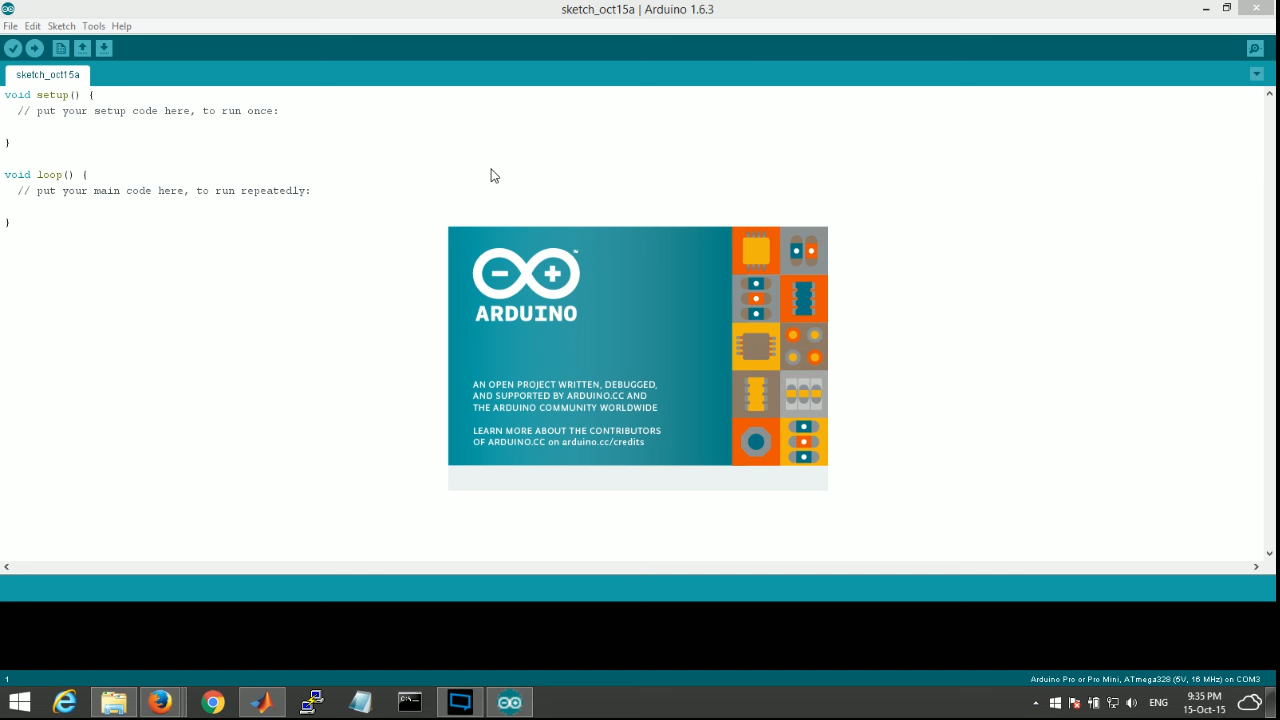 sketch_oct15a | Arduino 1.6.3
File Edit Sketch Tools Help
sketch_oct15a
void setup() {
// put your setup code here, to run once:
}
void loop() {
// put your main code here, to run repeatedly:
}
ARDUINO
TM
AN OPEN PROJECT WRITTEN, DEBUGGED,
AND SUPPORTED BY ARDUINO.CC AND
THE ARDUINO COMMUNITY WORLDWIDE
LEARN MORE ABOUT THE CONTRIBUTORS
OF ARDUINO.CC on arduino.cc/credits
1
Arduino Pro or Pro Mini, ATmega328 (5V, 16 MHz) on COM3
ENG
9:35 PM
15-Oct-15